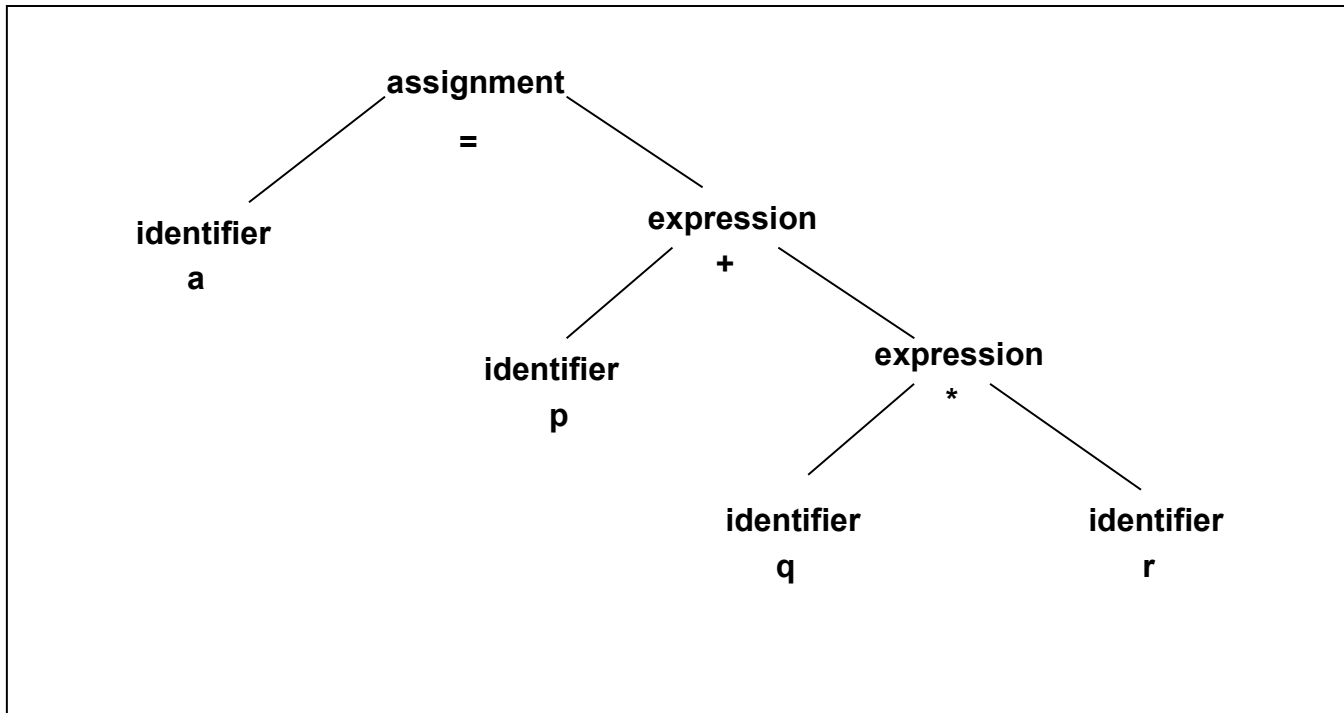 assignment
=
identifier
a
expression
+
identifier
p
expression
*
identifier
q
identifier
r